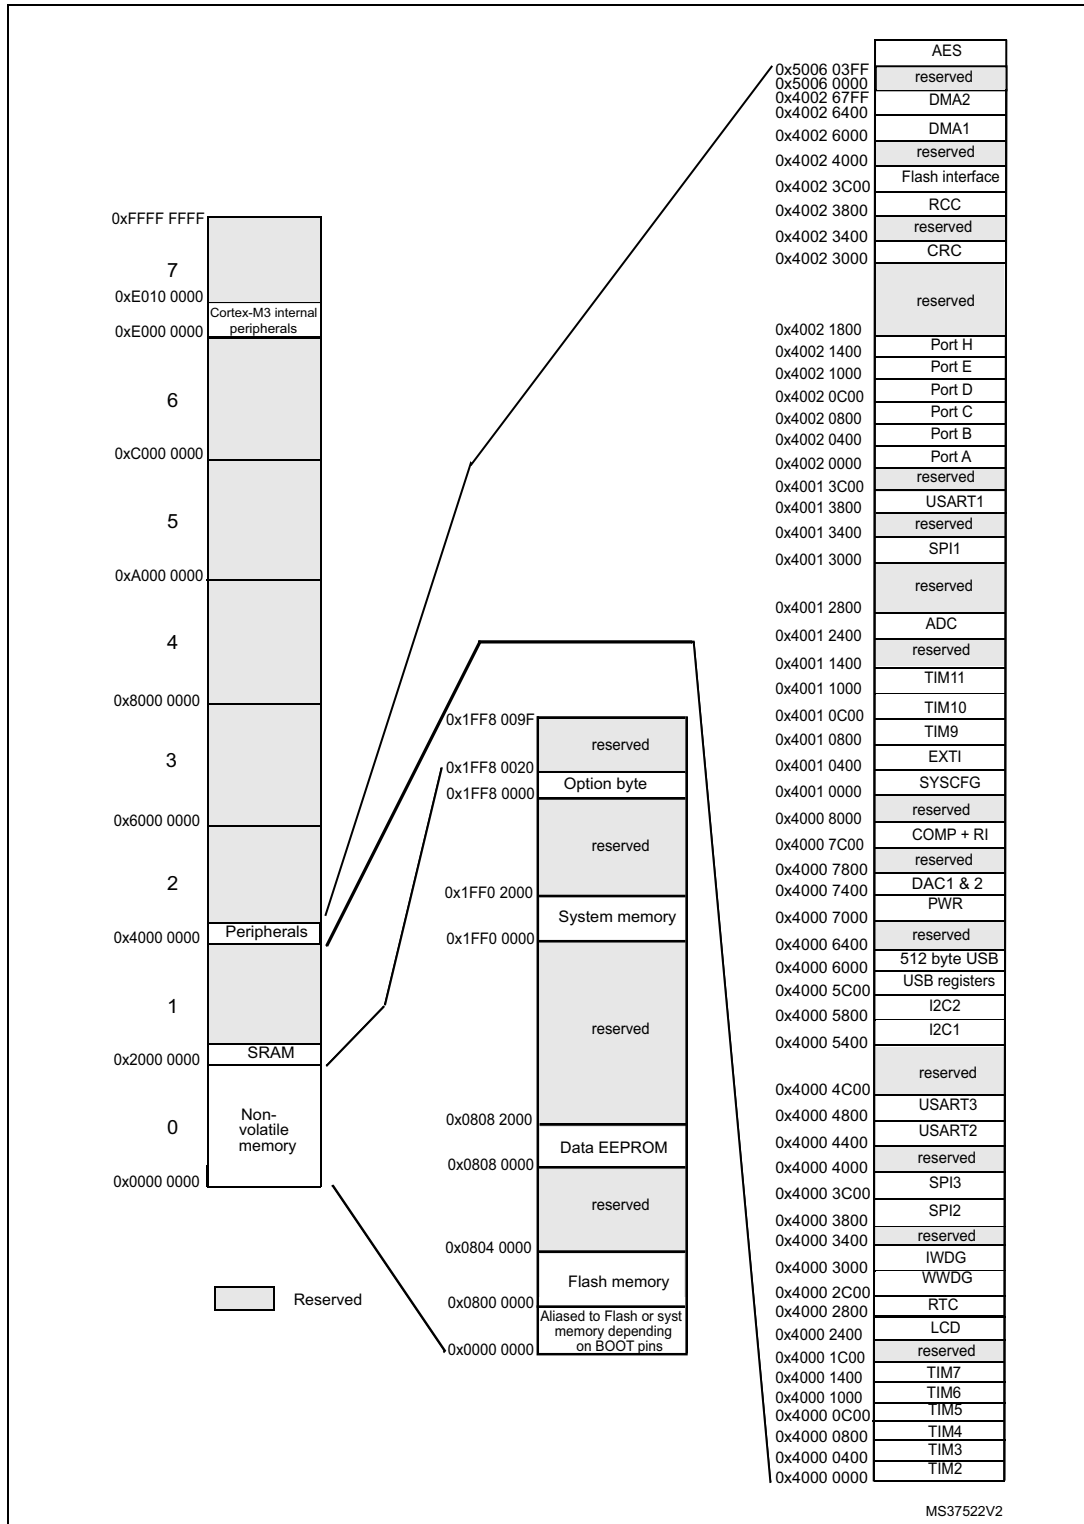 0xFFFF FFFF
7
0xE010 0000
Cortex-M3 internal
peripherals
0xE000 0000
6
0xC000 0000
5
0xA000 0000
4
0x8000 0000
3
0x6000 0000
2
Peripherals
0x4000 0000
1
SRAM
0x2000 0000
Non-
volatile
memory
0
0x0000 0000
Reserved
0x1FF8 009F
reserved
0x1FF8 0020
Option byte
0x1FF8 0000
reserved
0x1FF0 2000
System memory
0x1FF0 0000
reserved
0x0808 2000
Data EEPROM
0x0808 0000
reserved
0x0804 0000
Flash memory
0x0800 0000
Aliased to Flash or syst
memory depending
on BOOT pins
0x0000 0000
AES
0x5006 03FF
reserved
0x5006 0000
0x4002 67FF
DMA2
0x4002 6400
DMA1
0x4002 6000
reserved
0x4002 4000
Flash interface
0x4002 3C00
RCC
0x4002 3800
reserved
0x4002 3400
CRC
0x4002 3000
reserved
0x4002 1800
Port H
0x4002 1400
Port E
0x4002 1000
Port D
0x4002 0C00
Port C
0x4002 0800
Port B
0x4002 0400
Port A
0x4002 0000
reserved
0x4001 3C00
USART1
0x4001 3800
reserved
0x4001 3400
SPI1
0x4001 3000
reserved
0x4001 2800
ADC
0x4001 2400
reserved
0x4001 1400
TIM11
0x4001 1000
TIM10
0x4001 0C00
TIM9
0x4001 0800
EXTI
0x4001 0400
SYSCFG
0x4001 0000
reserved
0x4000 8000
COMP + RI
0x4000 7C00
reserved
0x4000 7800
DAC1 & 2
0x4000 7400
PWR
0x4000 7000
reserved
0x4000 6400
512 byte USB
0x4000 6000
USB registers
0x4000 5C00
I2C2
0x4000 5800
I2C1
0x4000 5400
reserved
0x4000 4C00
USART3
0x4000 4800
USART2
0x4000 4400
reserved
0x4000 4000
SPI3
0x4000 3C00
SPI2
0x4000 3800
reserved
0x4000 3400
IWDG
0x4000 3000
WWDG
0x4000 2C00
RTC
0x4000 2800
LCD
0x4000 2400
reserved
0x4000 1C00
TIM7
0x4000 1400
TIM6
0x4000 1000
TIM5
0x4000 0C00
TIM4
0x4000 0800
TIM3
0x4000 0400
TIM2
0x4000 0000
MS37522V2